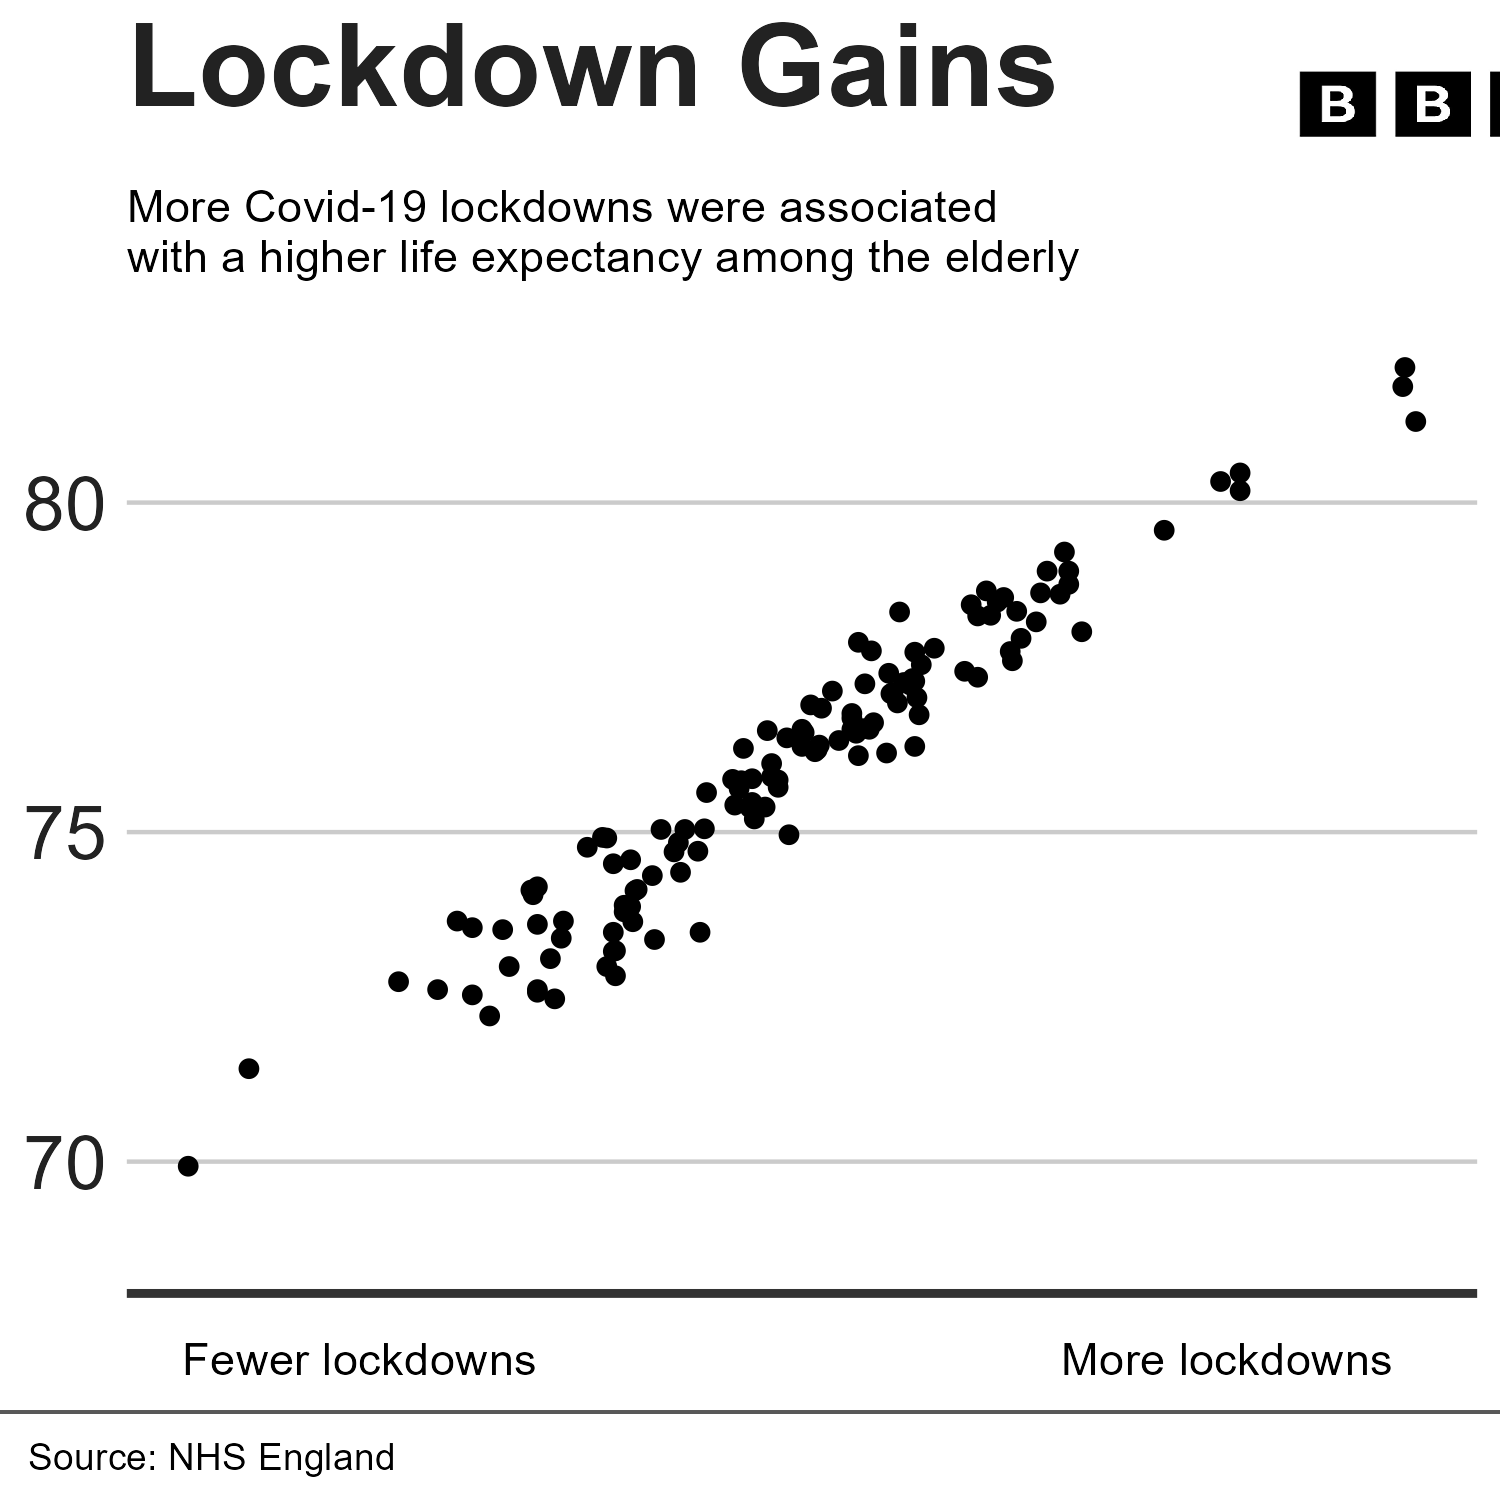 Lockdown Gains
B B
More Covid-19 lockdowns were associated
with a higher life expectancy among the elderly
80
75
70
Fewer lockdowns
More lockdowns
Source: NHS England